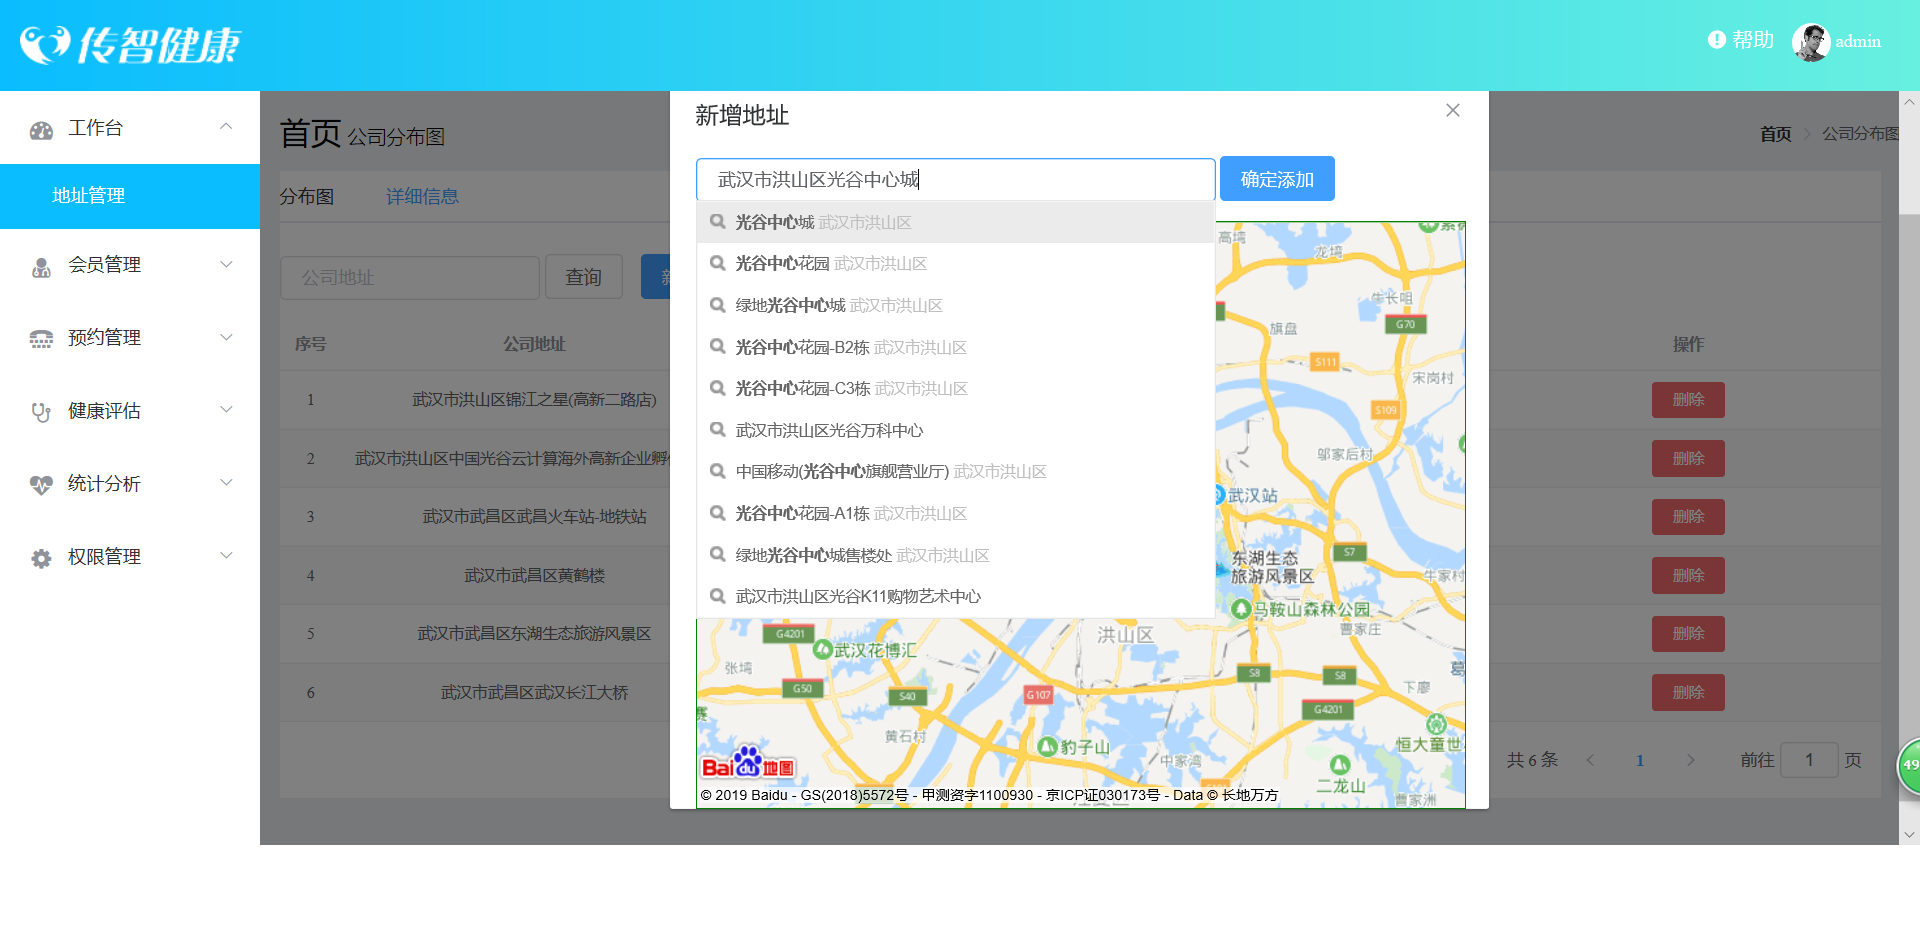 传智健康
帮助
admin
工作台
地址管理
会员管理
预约管理
健康评估
统计分析
权限管理
首页 公司分布图
首页
公司分布图
分布图
详细信息
公司地址
查询
序号
公司地址
操作
1
武汉市洪山区锦江之星(高新二路店)
删除
2
武汉市洪山区中国光谷云计算海外高新企业孵
删除
3
武汉市武昌区武昌火车站-地铁站
删除
4
武汉市武昌区黄鹤楼
删除
5
武汉市武昌区东湖生态旅游风景区
删除
6
武汉市武昌区武汉长江大桥
删除
共 6 条
1
前往
1
页
49
新增地址
武汉市洪山区光谷中心城
确定添加
光谷中心城 武汉市洪山区
光谷中心花园 武汉市洪山区
绿地光谷中心城 武汉市洪山区
光谷中心花园-B2栋 武汉市洪山区
光谷中心花园-C3栋 武汉市洪山区
武汉市洪山区光谷万科中心
中国移动(光谷中心旗舰营业厅) 武汉市洪山区
光谷中心花园-A1栋 武汉市洪山区
绿地光谷中心城售楼处 武汉市洪山区
武汉市洪山区光谷K11购物艺术中心
龙塆
牛长咀
G70
旗盘
S111
宋岗村
S109
邬家后村
武汉站
S7
东湖生态
旅游风景区
牛家村
马鞍山森林公园
曹家庄
洪山区
G4201
武汉花博汇
张塆
G50
S40
G107
S8
S8
下廖
G4201
黄石村
豹子山
中家湾
恒大童世
二龙山
曹家洲
Bai du 地图
© 2019 Baidu - GS(2018)5572号 - 甲测资字1100930 - 京ICP证030173号 - Data © 长地万方